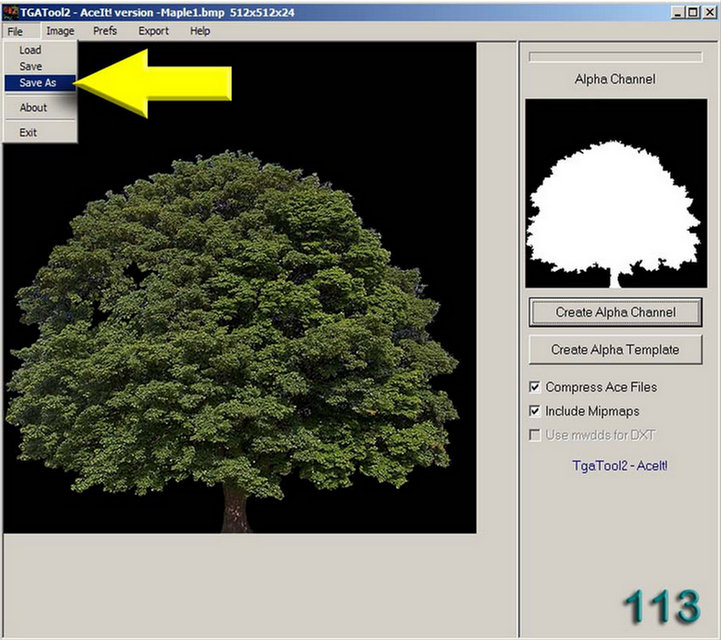 TGATool2 - AceIt! version -Maple1.bmp 512x512x24
File Image Prefs Export Help
Load
Save
Save As
About
Exit
Alpha Channel
Create Alpha Channel
Create Alpha Template
Compress Ace Files
Include Mipmaps
Use mwdds for DXT
TgaTool2 - AceIt!
113